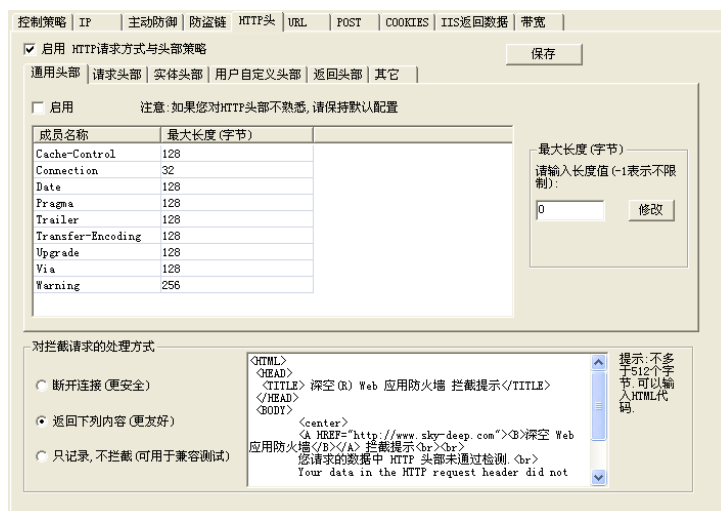 控制策略 IP 主动防御 防盗链 HTTP头 URL POST COOKIES IIS返回数据 带宽
启用 HTTP请求方式与头部策略
保存
通用头部 请求头部 实体头部 用户自定义头部 返回头部 其它
启用 注意:如果您对HTTP头部不熟悉,请保持默认配置
成员名称 最大长度(字节)
Cache-Control 128
Connection 32
Date 128
Pragma 128
Trailer 128
Transfer-Encoding 128
Upgrade 128
Via 128
Warning 256
最大长度(字节)
请输入长度值(-1表示不限
制):
0 修改
对拦截请求的处理方式
断开连接(更安全)
返回下列内容(更友好)
只记录,不拦截(可用于兼容测试)
<HTML>
<HEAD>
<TITLE> 深空(R) Web 应用防火墙 拦截提示</TITLE>
</HEAD>
<BODY>
<center>
<A HREF="http://www.sky-deep.com"><B>深空 Web
应用防火墙</B></A> 拦截提示<br><br>
您请求的数据中 HTTP 头部未通过检测.<br>
Your data in the HTTP request header did not
提示:不多
于512个字
节.可以输
入HTML代
码.